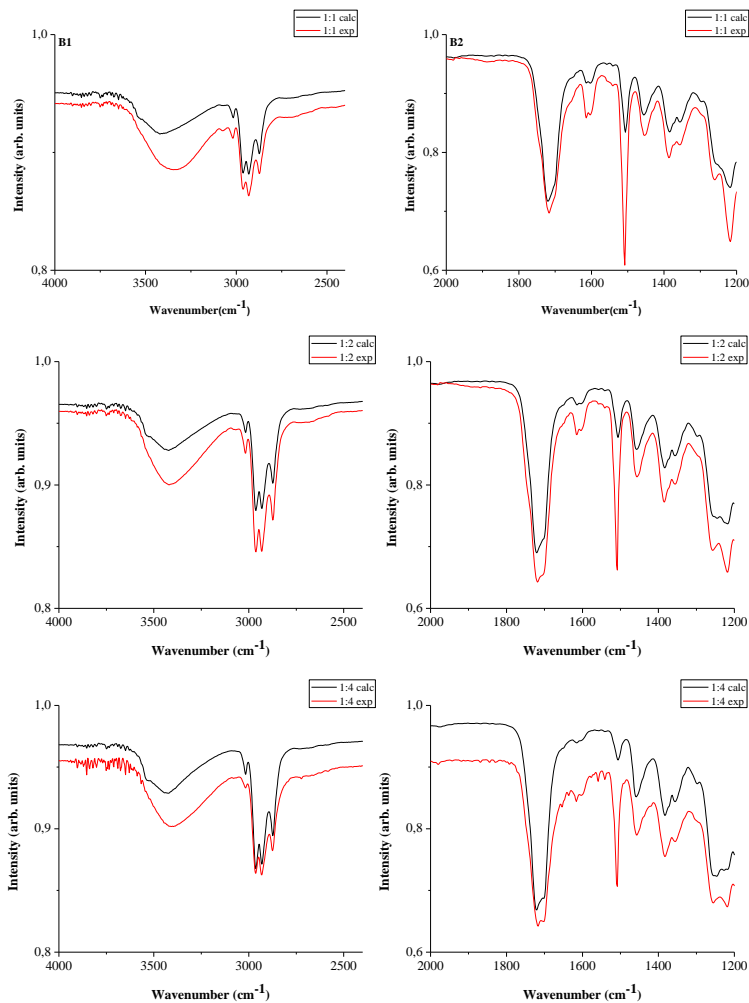 1:1 calc
1:1 exp
B1
1,0
0,8
Intensity (arb. units)
4000 3500 3000 2500
Wavenumber(cm-1)
1:1 calc
1:1 exp
B2
1,0
0,8
0,6
Intensity (arb. units)
2000 1800 1600 1400 1200
Wavenumber(cm-1)
1:2 calc
1:2 exp
1,0
0,9
0,8
Intensity (arb. units)
4000 3500 3000 2500
Wavenumber (cm-1)
1:2 calc
1:2 exp
1,0
0,8
0,6
Intensity (arb. units)
2000 1800 1600 1400 1200
Wavenumber (cm-1)
1:4 calc
1:4 exp
1,0
0,9
0,8
Intensity (arb. units)
4000 3500 3000 2500
Wavenumber (cm-1)
1:4 calc
1:4 exp
1,0
0,9
0,8
0,7
0,6
Intensity (arb. units)
2000 1800 1600 1400 1200
Wavenumber (cm-1)